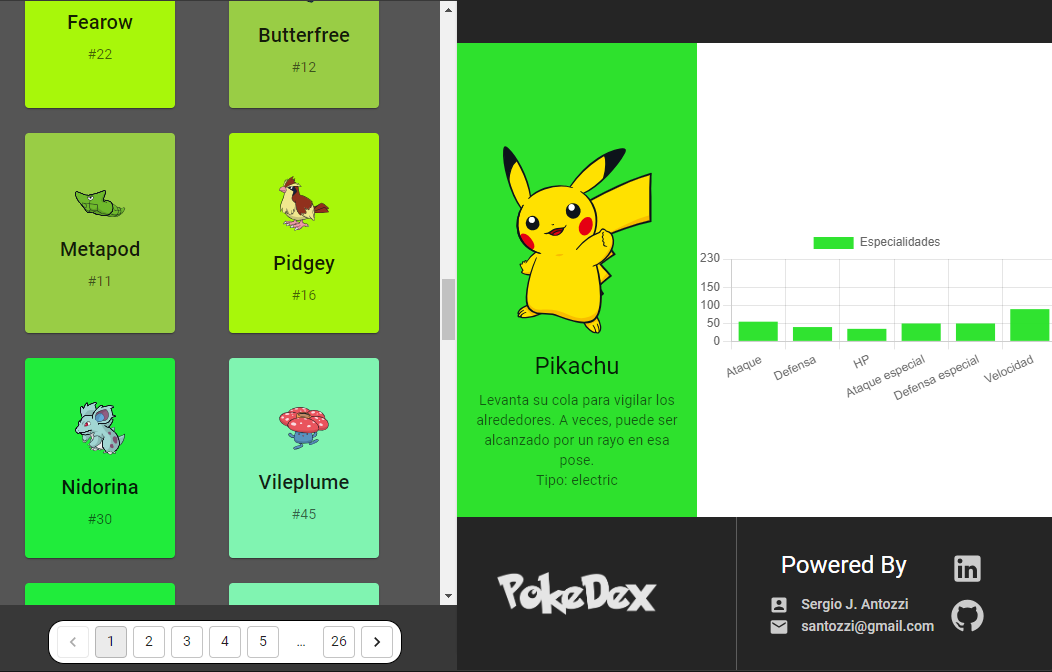 Fearow
#22
Butterfree
#12
Metapod
#11
Pidgey
#16
Nidorina
#30
Vileplume
#45
1
2
3
4
5
...
26
Pikachu
Levanta su cola para vigilar los
alrededores. A veces, puede ser
alcanzado por un rayo en esa
pose.
Tipo: electric
Especialidades
230
150
100
50
0
Ataque
Defensa
HP
Ataque especial
Defensa especial
Velocidad
PokeDex
Powered By
in
Sergio J. Antozzi
santozzi@gmail.com